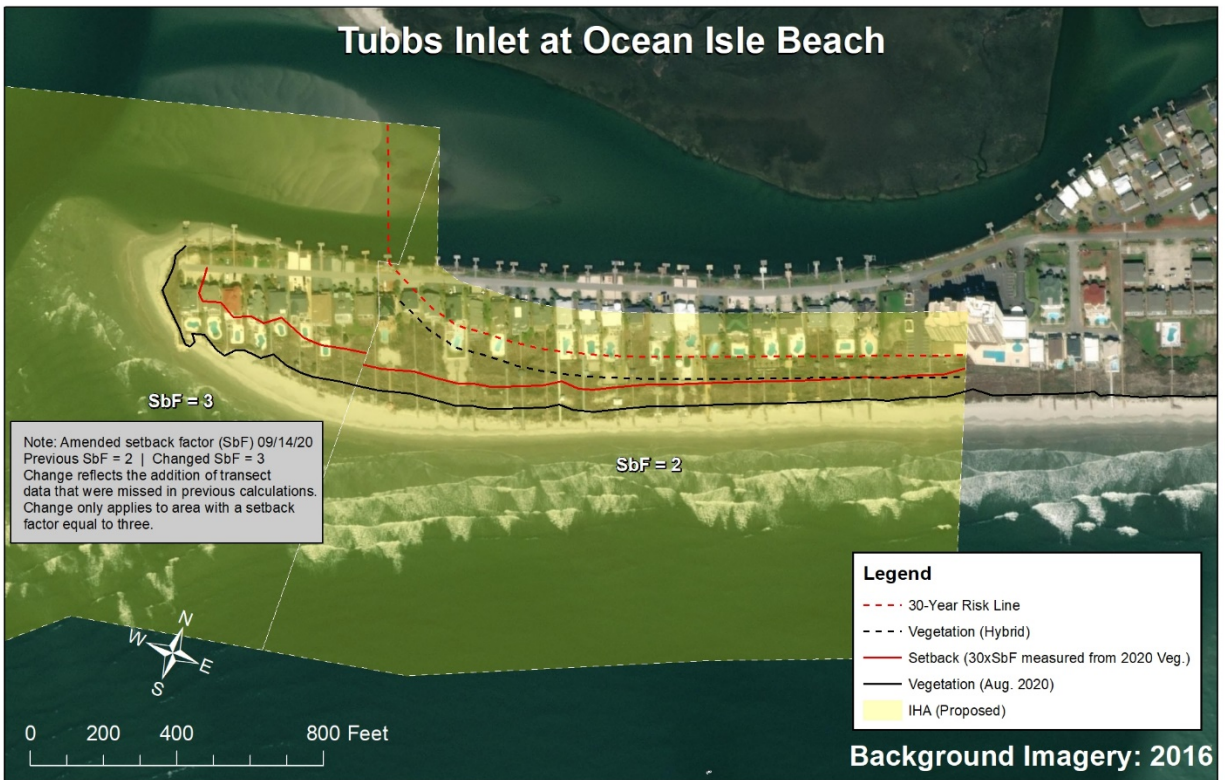 Tubbs Inlet at Ocean Isle Beach
SbF = 3
Note: Amended setback factor (SbF) 09/14/20
Previous SbF = 2 | Changed SbF = 3
Change reflects the addition of transect
data that were missed in previous calculations.
Change only applies to area with a setback
factor equal to three.
SbF = 2
N
W
E
S
0 200 400 800 Feet
Legend
30-Year Risk Line
Vegetation (Hybrid)
Setback (30xSbF measured from 2020 Veg.)
Vegetation (Aug. 2020)
IHA (Proposed)
Background Imagery: 2016